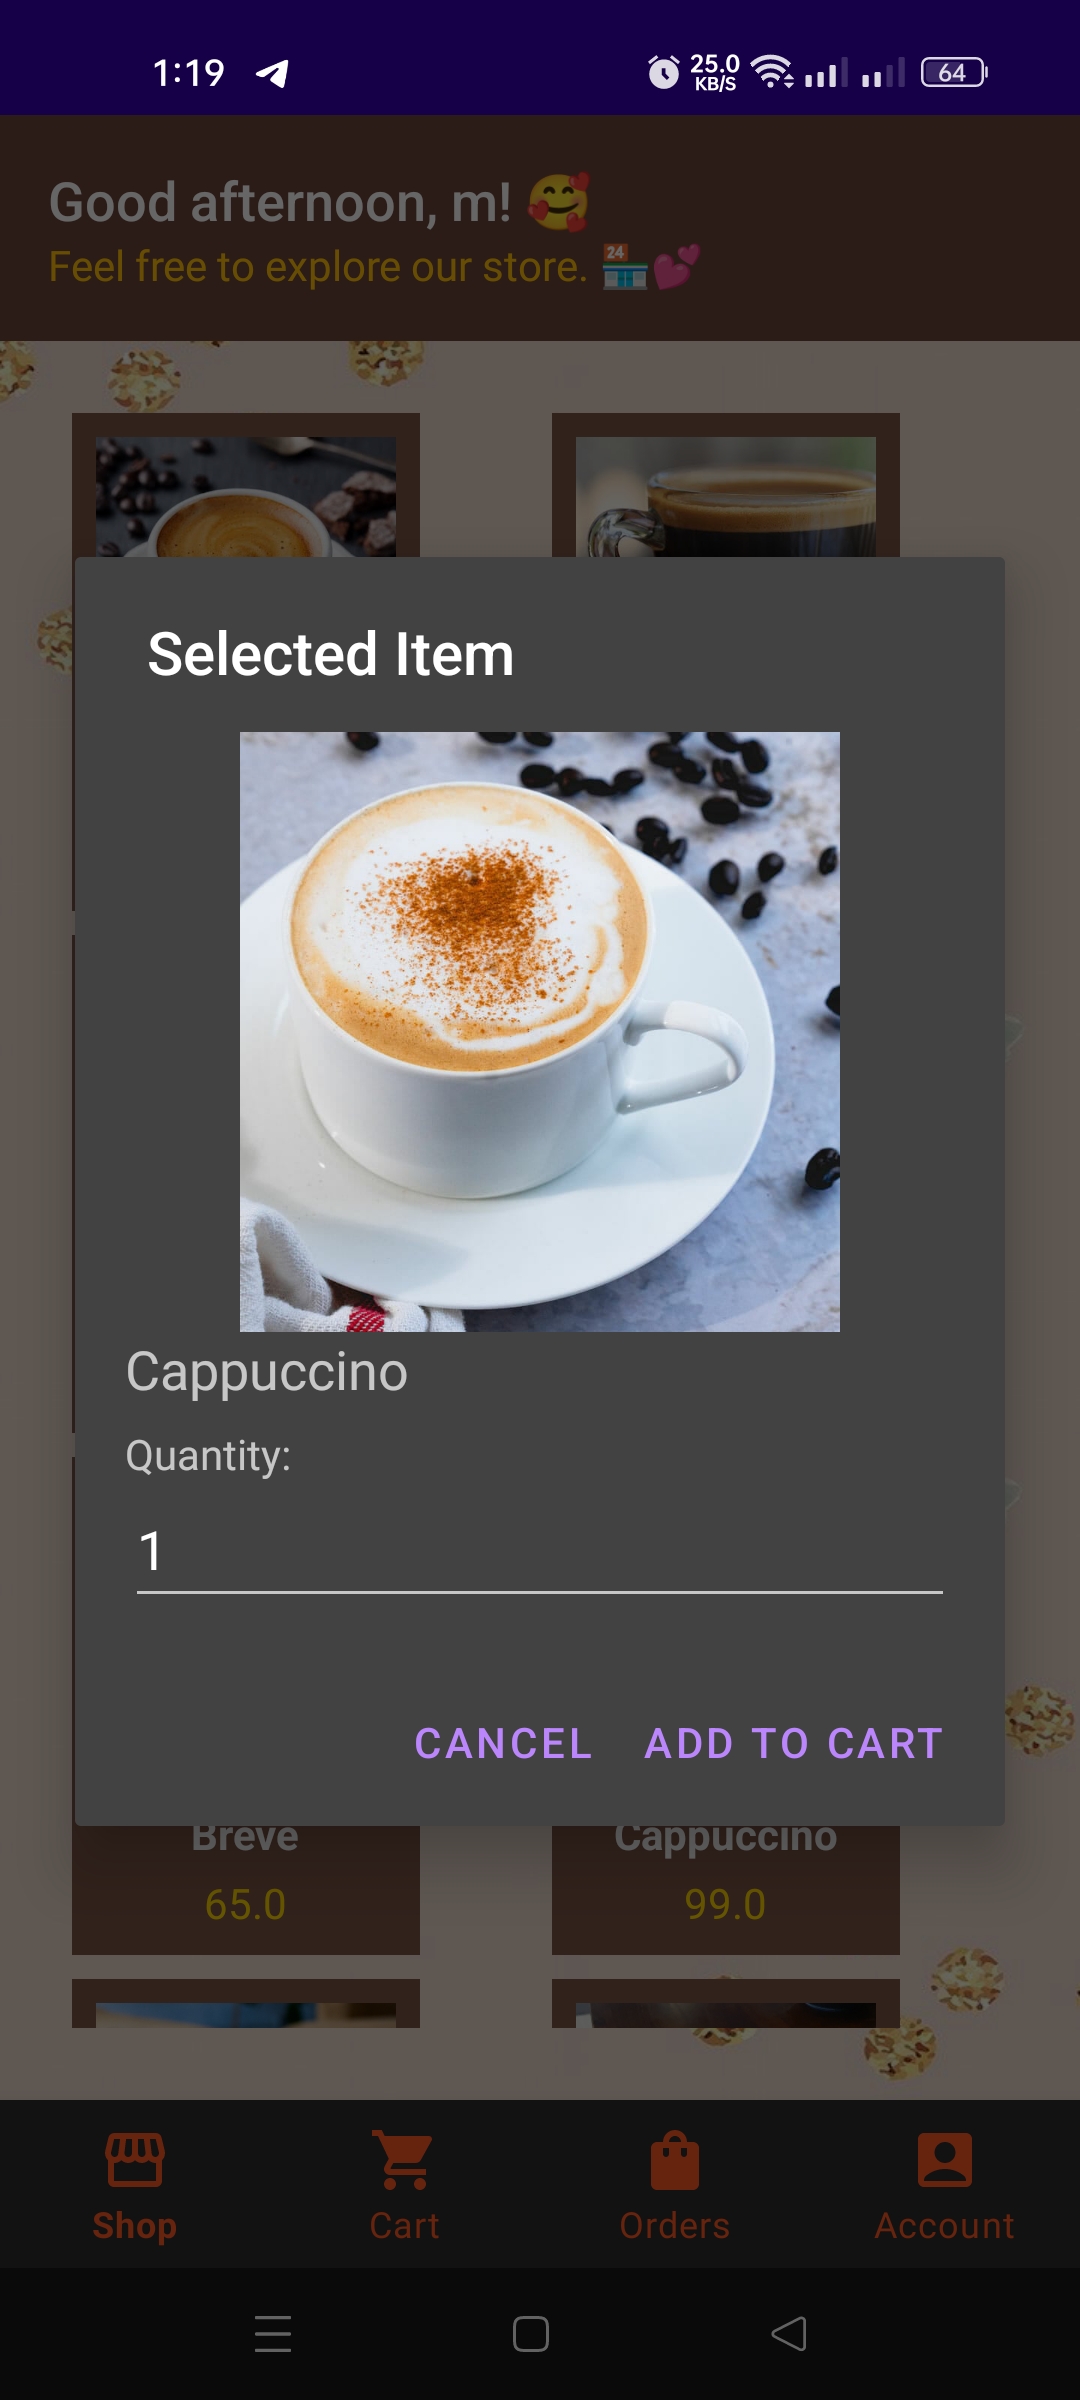 1:19
25.0
KB/S
64
Good afternoon, m! 🥰
Feel free to explore our store. 🏪💕
24
Selected Item
Cappuccino
Quantity:
1
CANCEL ADD TO CART
Breve Cappuccino
65.0 99.0
Shop Cart Orders Account